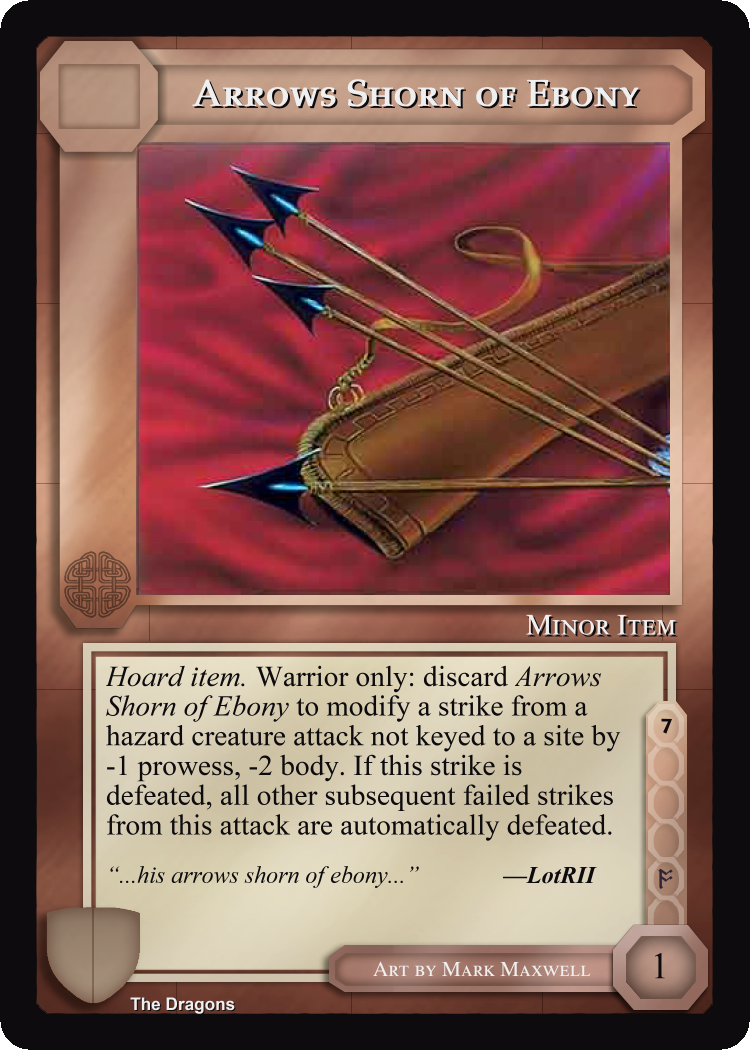 Arrows Shorn of Ebony
Minor Item
Hoard item. Warrior only: discard Arrows
Shorn of Ebony to modify a strike from a
hazard creature attack not keyed to a site by
-1 prowess, -2 body. If this strike is
defeated, all other subsequent failed strikes
from this attack are automatically defeated.
7
“...his arrows shorn of ebony...” —LotRII
Art by Mark Maxwell
1
The Dragons